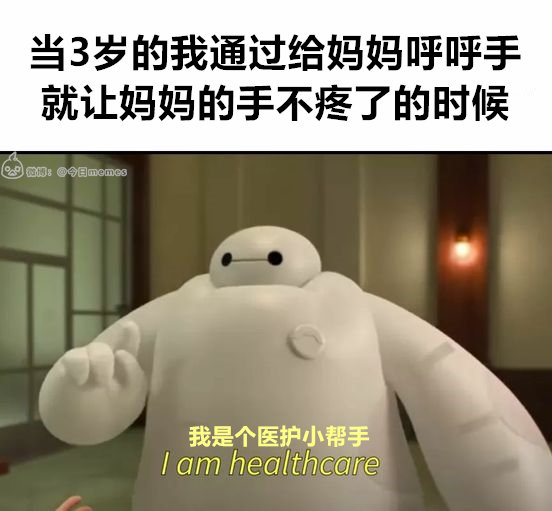 当3岁的我通过给妈妈呼呼手
就让妈妈的手不疼了的时候
微博：@今日memes
我是个医护小帮手
I am healthcare